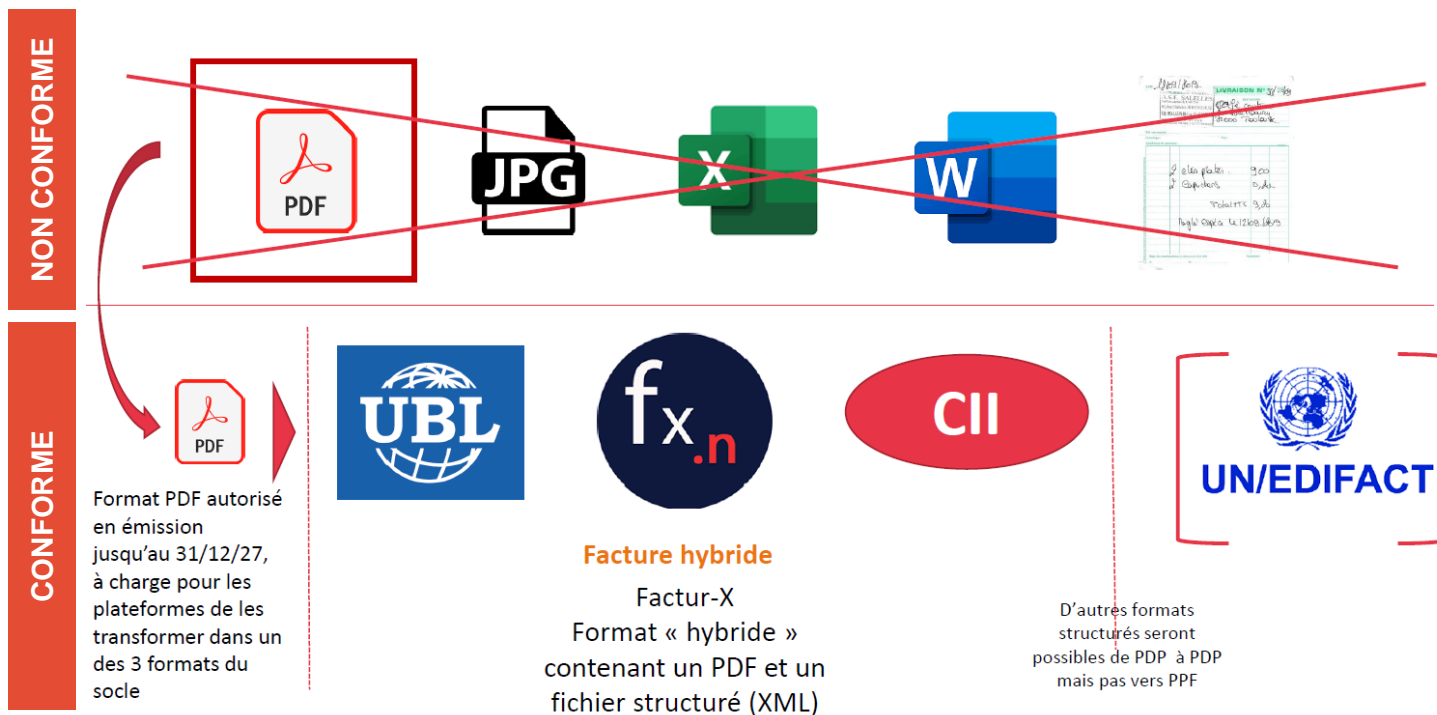 NON CONFORME
PDF
JPG
X
W
LIVRAISON N°
CONFORME
PDF
Format PDF autorisé
en émission
jusqu'au 31/12/27,
à charge pour les
plateformes de les
transformer dans un
des 3 formats du
socle
UBL
fx.n
Facture hybride
Factur-X
Format « hybride »
contenant un PDF et un
fichier structuré (XML)
CII
UN/EDIFACT
D'autres formats
structurés seront
possibles de PDP à PDP
mais pas vers PPF